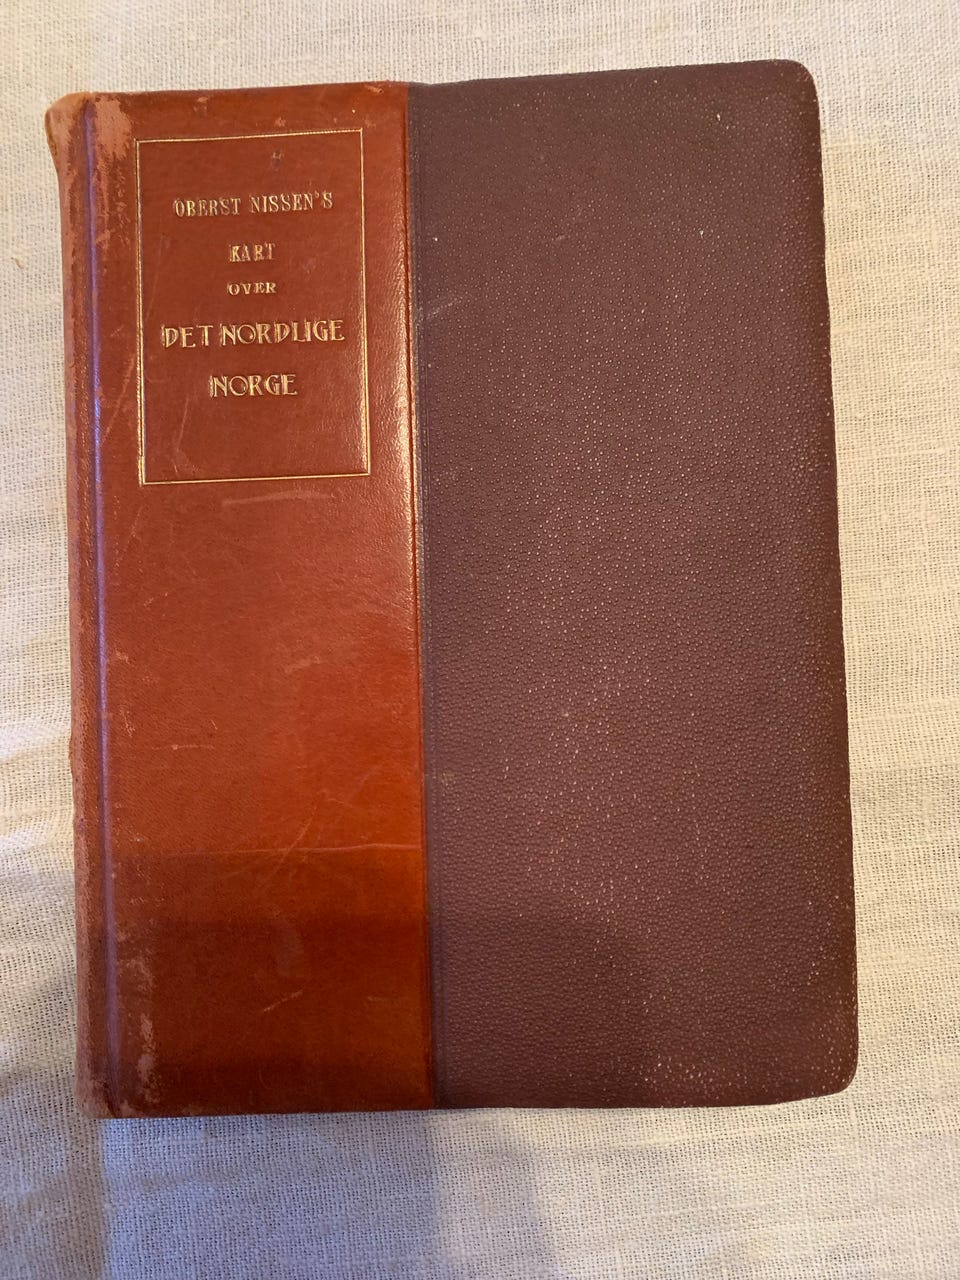 OBERST NISSEN'S
KART
OVER
DET NORDLIGE
NORGE